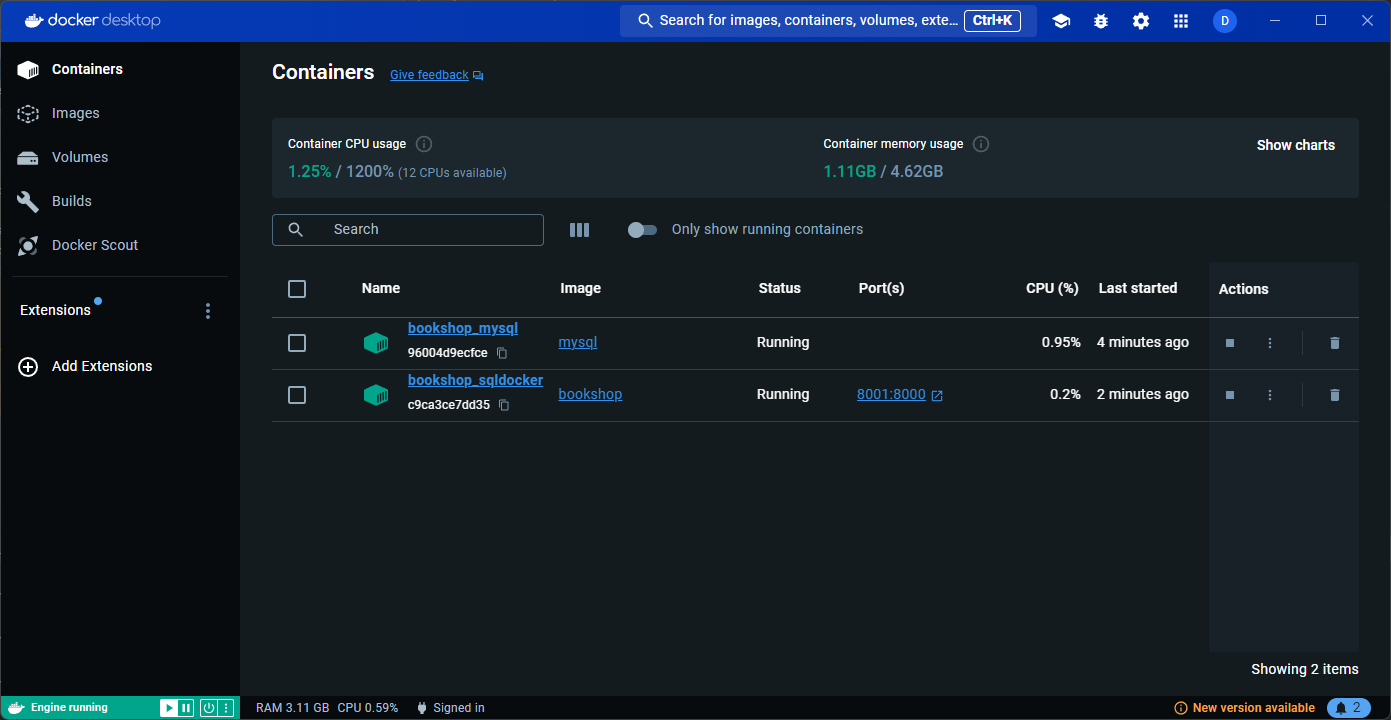 docker desktop
Search for images, containers, volumes, exte... Ctrl+K
D
Containers
Images
Volumes
Builds
Docker Scout
Extensions
Add Extensions
Containers Give feedback
Container CPU usage
1.25% / 1200% (12 CPUs available)
Container memory usage
1.11GB / 4.62GB
Show charts
Search
Only show running containers
Name Image Status Port(s) CPU (%) Last started Actions
bookshop_mysql
96004d9ecfce
mysql Running 0.95% 4 minutes ago
bookshop_sqldocker
c9ca3ce7dd35
bookshop Running 8001:8000 0.2% 2 minutes ago
Showing 2 items
Engine running
RAM 3.11 GB CPU 0.59% Signed in
New version available
2